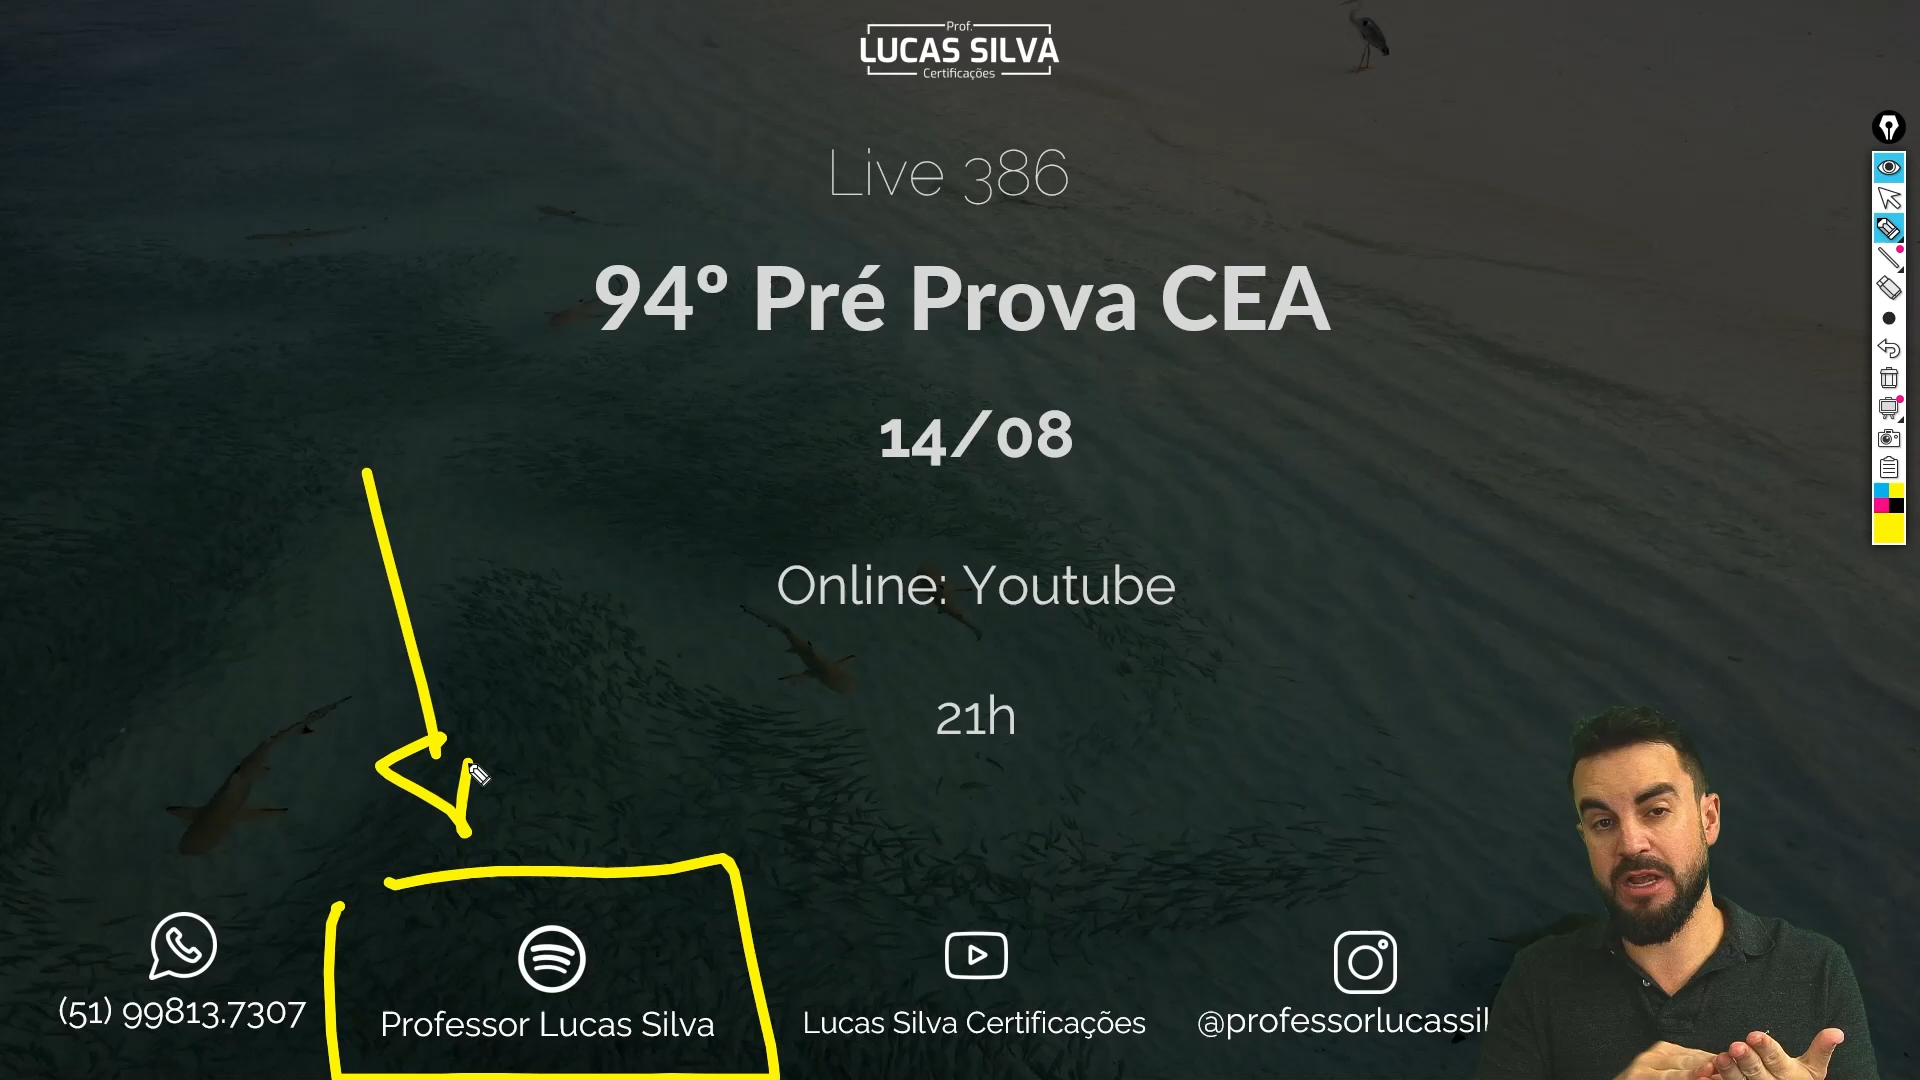 Prof.
LUCAS SILVA
Certificações
Live 386
94º Pré Prova CEA
14/08
Online: Youtube
21h
(51) 99813.7307
Professor Lucas Silva
Lucas Silva Certificações
@professorlucassil